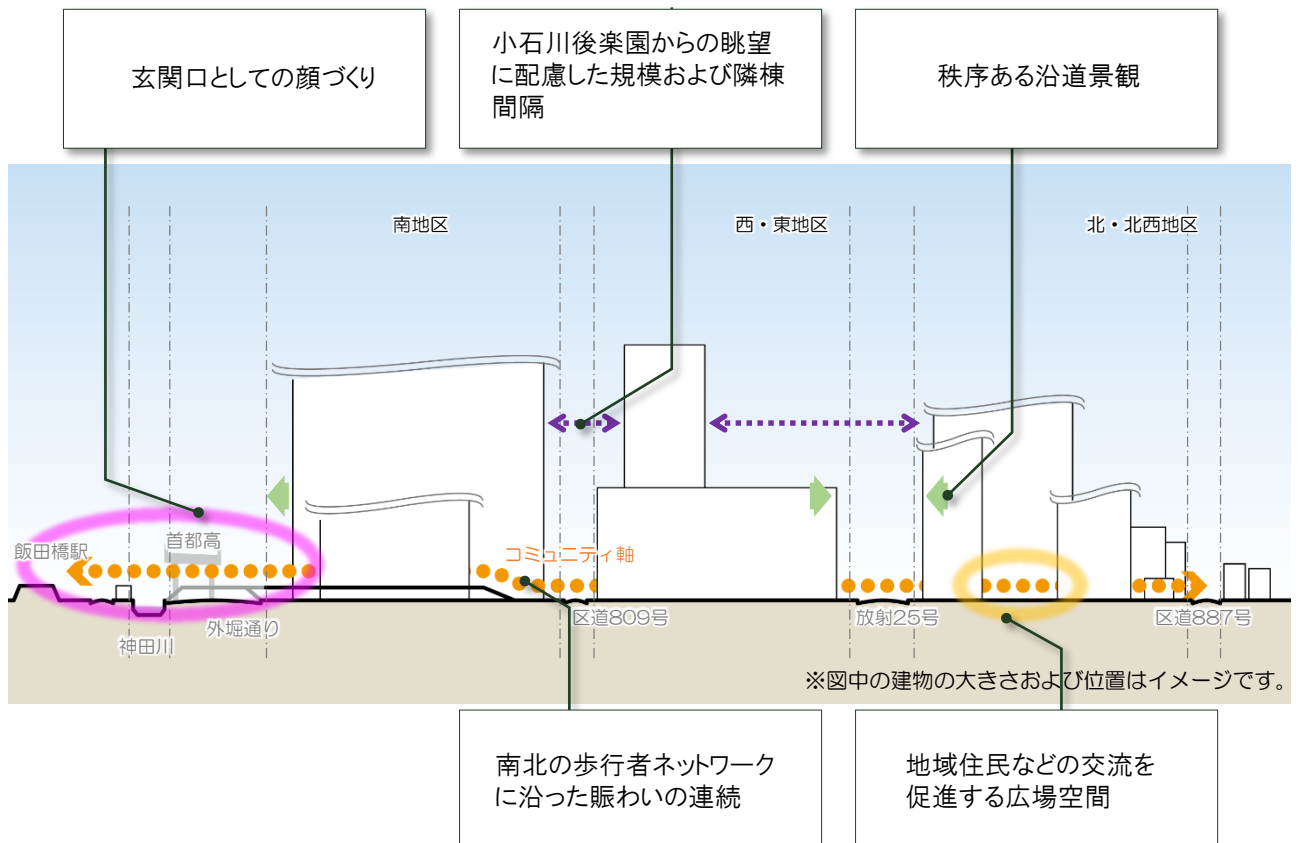 玄関口としての顔づくり
小石川後楽園からの眺望
に配慮した規模および隣棟
間隔
秩序ある沿道景観
南地区
西・東地区
北・北西地区
飯田橋駅
首都高
コミュニティ軸
外堀通り
神田川
区道809号
放射25号
区道887号
※図中の建物の大きさおよび位置はイメージです。
南北の歩行者ネットワーク
に沿った賑わいの連続
地域住民などの交流を
促進する広場空間